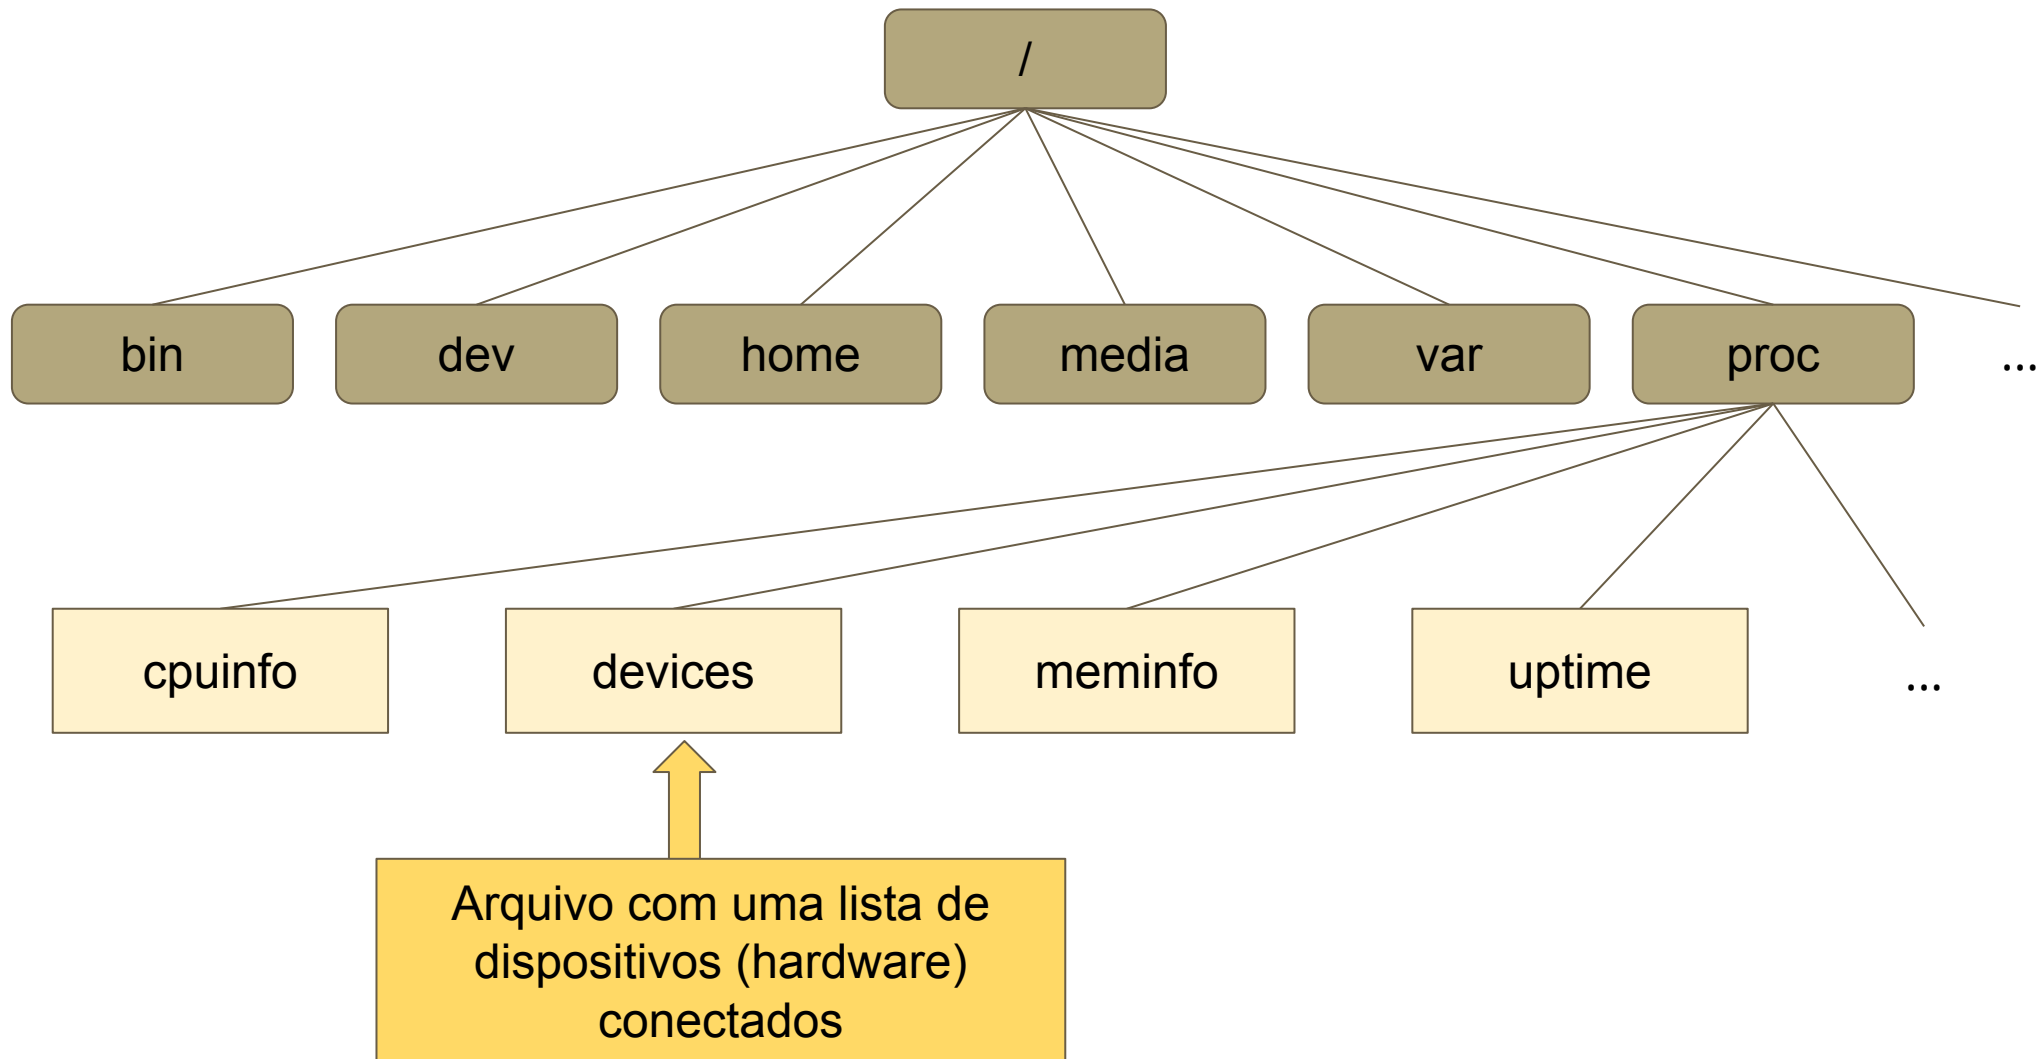 /
bin
dev
home
media
var
proc
...
cpuinfo
devices
meminfo
uptime
...
Arquivo com uma lista de
dispositivos (hardware)
conectados